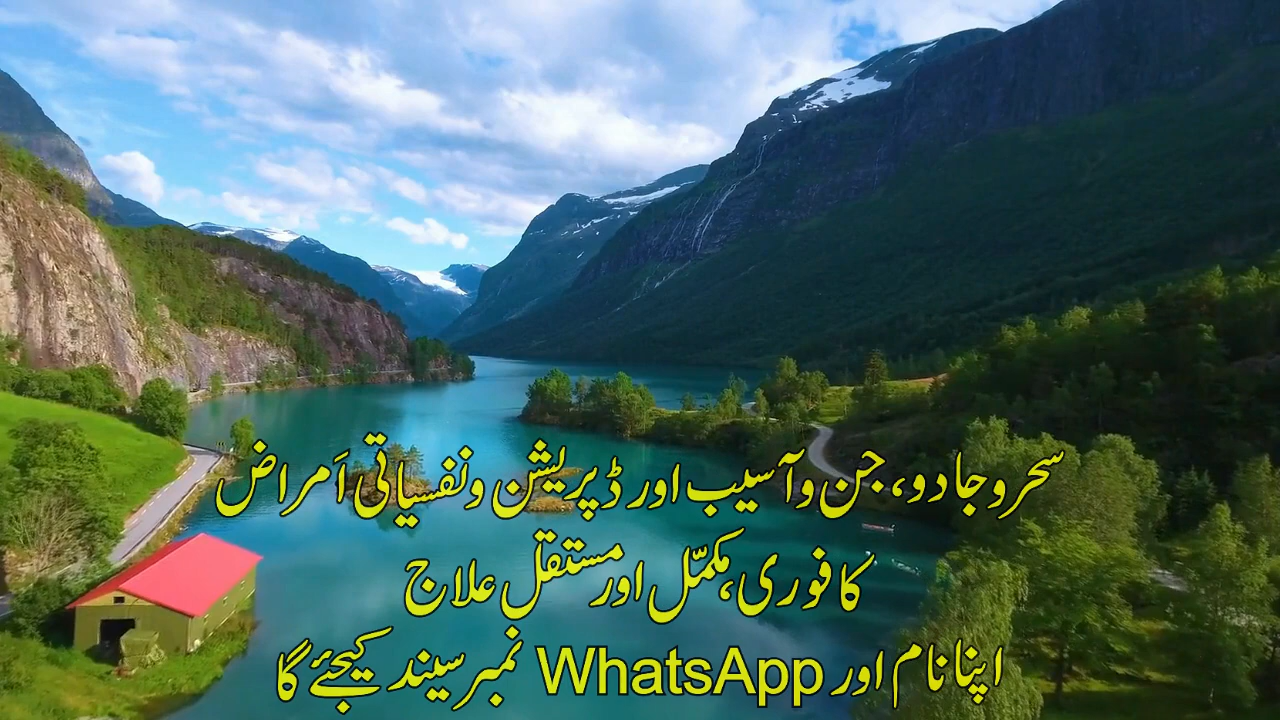 سحر و جادو، جن و آسیب اور ڈپریشن و نفسیاتی اَمراض
کا فوری، مکمّل اور مستقل علاج
اپنا نام اور WhatsApp نمبر سیند کیجئے گا